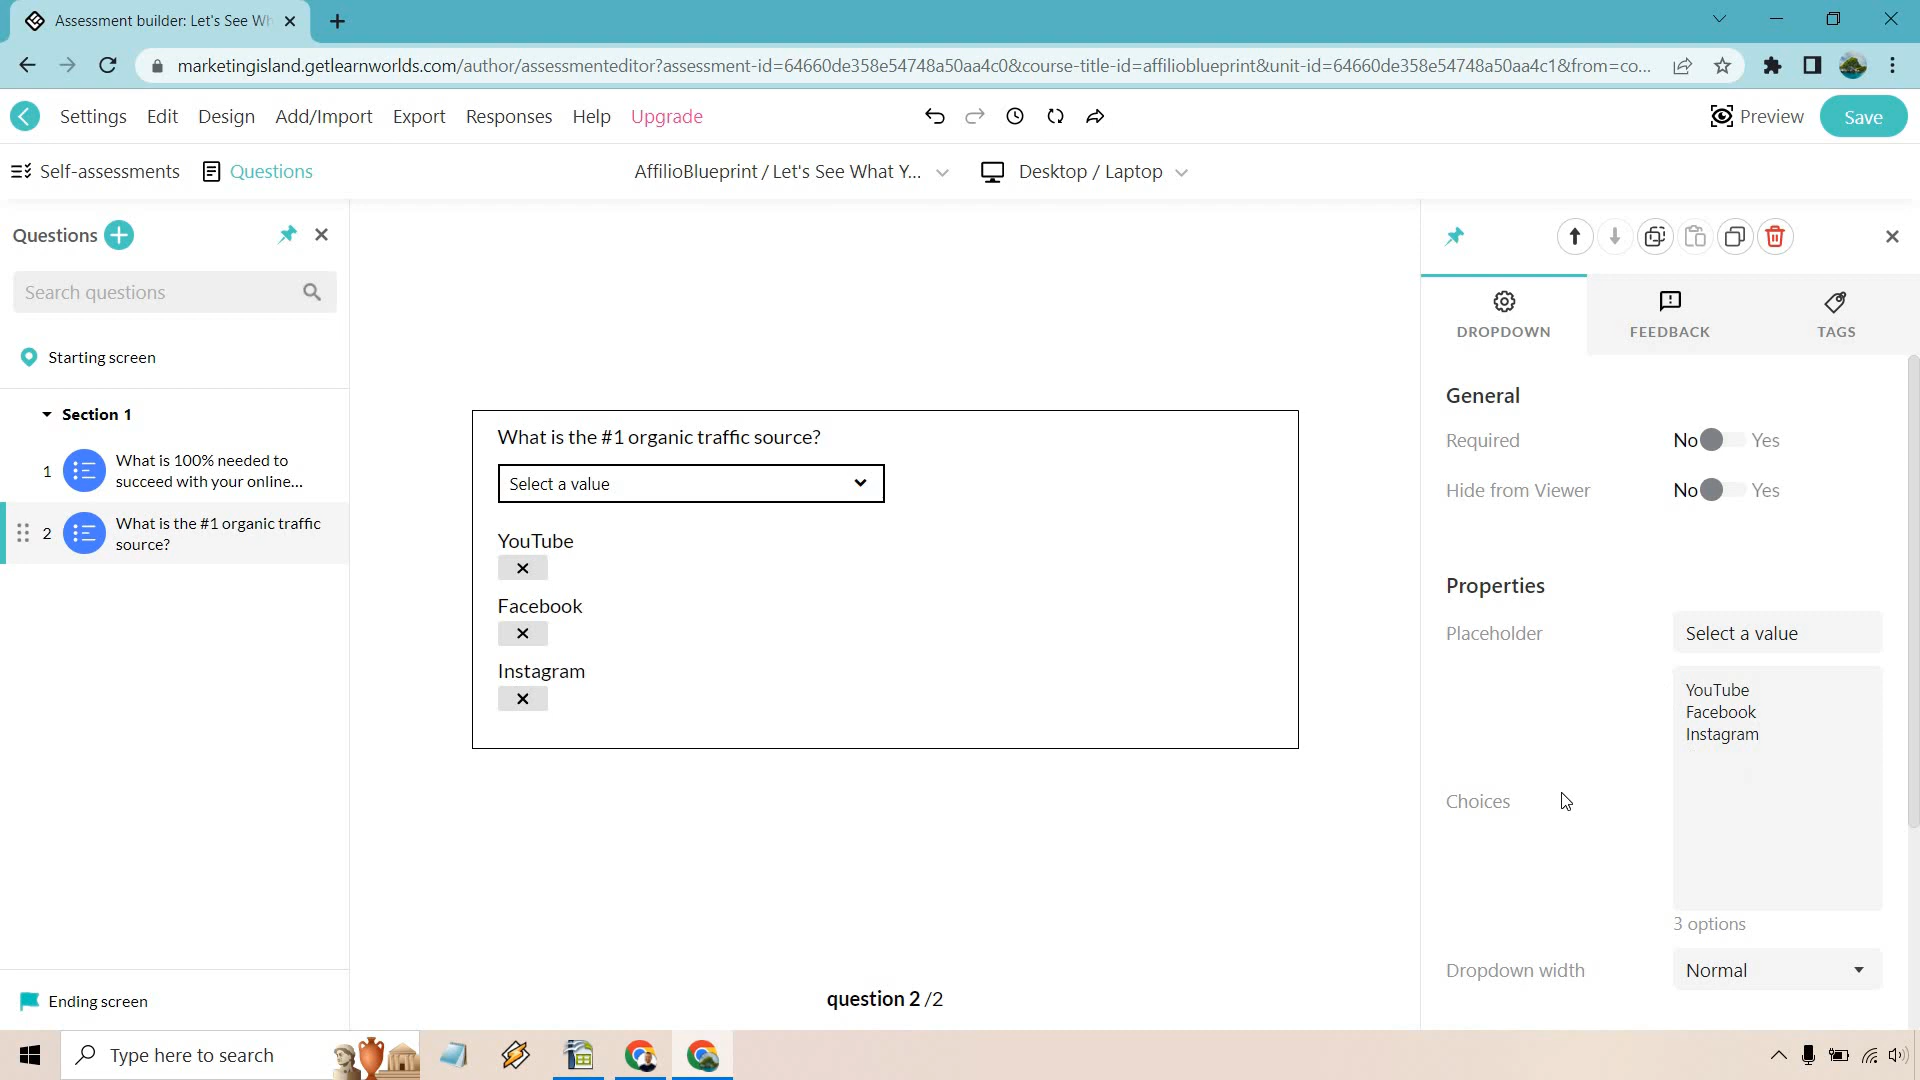 Assessment builder: Let's See Wh
marketingisland.getlearnworlds.com/author/assessmenteditor?assessment-id=64660de358e54748a50aa4c0&course-title-id=affilioblueprint&unit-id=64660de358e54748a50aa4c1&from=co...
Settings Edit Design Add/Import Export Responses Help Upgrade Preview Save
Self-assessments Questions AffilioBlueprint / Let's See What Y... Desktop / Laptop
Questions
Search questions
Starting screen
Section 1
1 What is 100% needed to
succeed with your online...
2 What is the #1 organic traffic
source?
Ending screen
What is the #1 organic traffic source?
Select a value
YouTube
Facebook
Instagram
question 2 /2
DROPDOWN FEEDBACK TAGS
General
Required No Yes
Hide from Viewer No Yes
Properties
Placeholder Select a value
YouTube
Facebook
Instagram
Choices
3 options
Dropdown width Normal
Type here to search